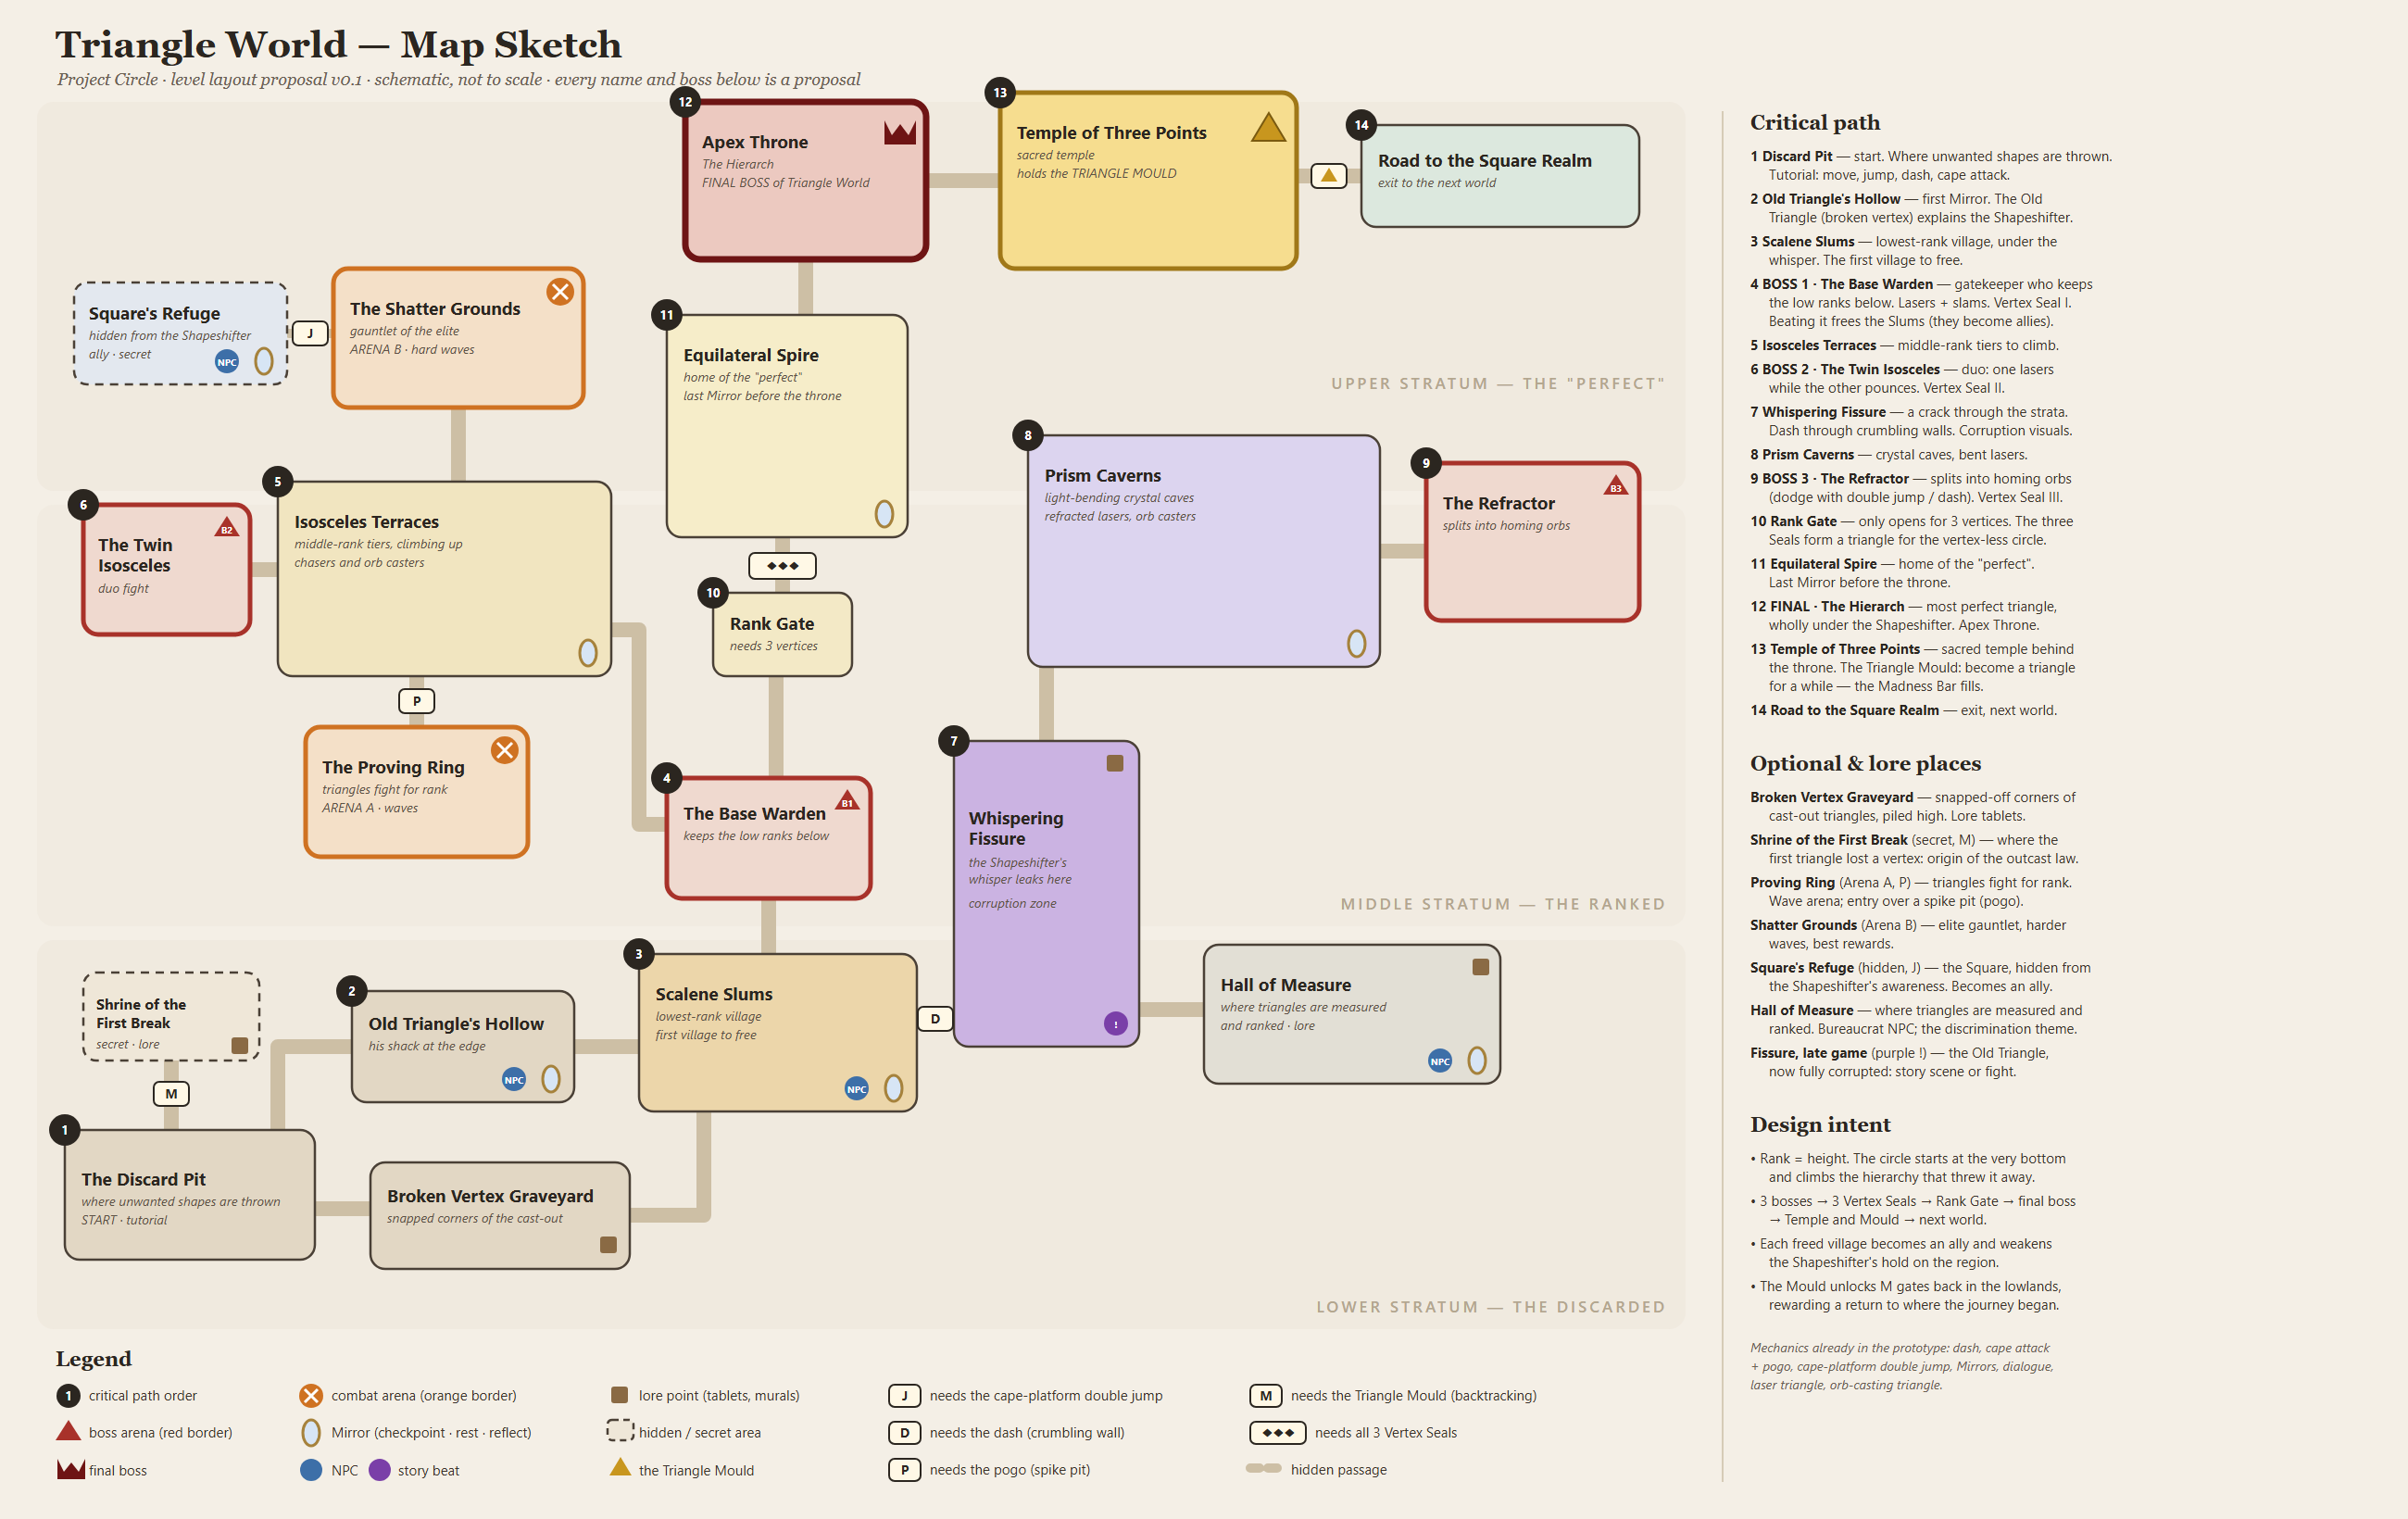 Triangle World — Map Sketch
Project Circle · level layout proposal v0.1 · schematic, not to scale · every name and boss below is a proposal
12
Apex Throne
The Hierarch
FINAL BOSS of Triangle World
13
Temple of Three Points
sacred temple
holds the TRIANGLE MOULD
14
Road to the Square Realm
exit to the next world
Square's Refuge
hidden from the Shapeshifter
ally · secret
NPC
J
The Shatter Grounds
gauntlet of the elite
ARENA B · hard waves
11
Equilateral Spire
home of the "perfect"
last Mirror before the throne
UPPER STRATUM — THE "PERFECT"
6
The Twin
Isosceles
duo fight
B2
5
Isosceles Terraces
middle-rank tiers, climbing up
chasers and orb casters
8
Prism Caverns
light-bending crystal caves
refracted lasers, orb casters
9
The Refractor
splits into homing orbs
B3
◆◆◆
10
Rank Gate
needs 3 vertices
P
The Proving Ring
triangles fight for rank
ARENA A · waves
4
The Base Warden
keeps the low ranks below
B1
7
Whispering
Fissure
the Shapeshifter's
whisper leaks here
corruption zone
!
MIDDLE STRATUM — THE RANKED
Shrine of the
First Break
secret · lore
M
2
Old Triangle's Hollow
his shack at the edge
NPC
3
Scalene Slums
lowest-rank village
first village to free
NPC
D
Hall of Measure
where triangles are measured
and ranked · lore
NPC
1
The Discard Pit
where unwanted shapes are thrown
START · tutorial
Broken Vertex Graveyard
snapped corners of the cast-out
LOWER STRATUM — THE DISCARDED
Legend
1 critical path order
combat arena (orange border)
lore point (tablets, murals)
J needs the cape-platform double jump
M needs the Triangle Mould (backtracking)
boss arena (red border)
Mirror (checkpoint · rest · reflect)
hidden / secret area
D needs the dash (crumbling wall)
◆◆◆ needs all 3 Vertex Seals
final boss
NPC
story beat
the Triangle Mould
P needs the pogo (spike pit)
hidden passage
Critical path
1 Discard Pit — start. Where unwanted shapes are thrown.
Tutorial: move, jump, dash, cape attack.
2 Old Triangle's Hollow — first Mirror. The Old
Triangle (broken vertex) explains the Shapeshifter.
3 Scalene Slums — lowest-rank village, under the
whisper. The first village to free.
4 BOSS 1 · The Base Warden — gatekeeper who keeps
the low ranks below. Lasers + slams. Vertex Seal I.
Beating it frees the Slums (they become allies).
5 Isosceles Terraces — middle-rank tiers to climb.
6 BOSS 2 · The Twin Isosceles — duo: one lasers
while the other pounces. Vertex Seal II.
7 Whispering Fissure — a crack through the strata.
Dash through crumbling walls. Corruption visuals.
8 Prism Caverns — crystal caves, bent lasers.
9 BOSS 3 · The Refractor — splits into homing orbs
(dodge with double jump / dash). Vertex Seal III.
10 Rank Gate — only opens for 3 vertices. The three
Seals form a triangle for the vertex-less circle.
11 Equilateral Spire — home of the "perfect".
Last Mirror before the throne.
12 FINAL · The Hierarch — most perfect triangle,
wholly under the Shapeshifter. Apex Throne.
13 Temple of Three Points — sacred temple behind
the throne. The Triangle Mould: become a triangle
for a while — the Madness Bar fills.
14 Road to the Square Realm — exit, next world.
Optional & lore places
Broken Vertex Graveyard — snapped-off corners of
cast-out triangles, piled high. Lore tablets.
Shrine of the First Break (secret, M) — where the
first triangle lost a vertex: origin of the outcast law.
Proving Ring (Arena A, P) — triangles fight for rank.
Wave arena; entry over a spike pit (pogo).
Shatter Grounds (Arena B) — elite gauntlet, harder
waves, best rewards.
Square's Refuge (hidden, J) — the Square, hidden from
the Shapeshifter's awareness. Becomes an ally.
Hall of Measure — where triangles are measured and
ranked. Bureaucrat NPC; the discrimination theme.
Fissure, late game (purple !) — the Old Triangle,
now fully corrupted: story scene or fight.
Design intent
• Rank = height. The circle starts at the very bottom
and climbs the hierarchy that threw it away.
• 3 bosses → 3 Vertex Seals → Rank Gate → final boss
→ Temple and Mould → next world.
• Each freed village becomes an ally and weakens
the Shapeshifter's hold on the region.
• The Mould unlocks M gates back in the lowlands,
rewarding a return to where the journey began.
Mechanics already in the prototype: dash, cape attack
+ pogo, cape-platform double jump, Mirrors, dialogue,
laser triangle, orb-casting triangle.